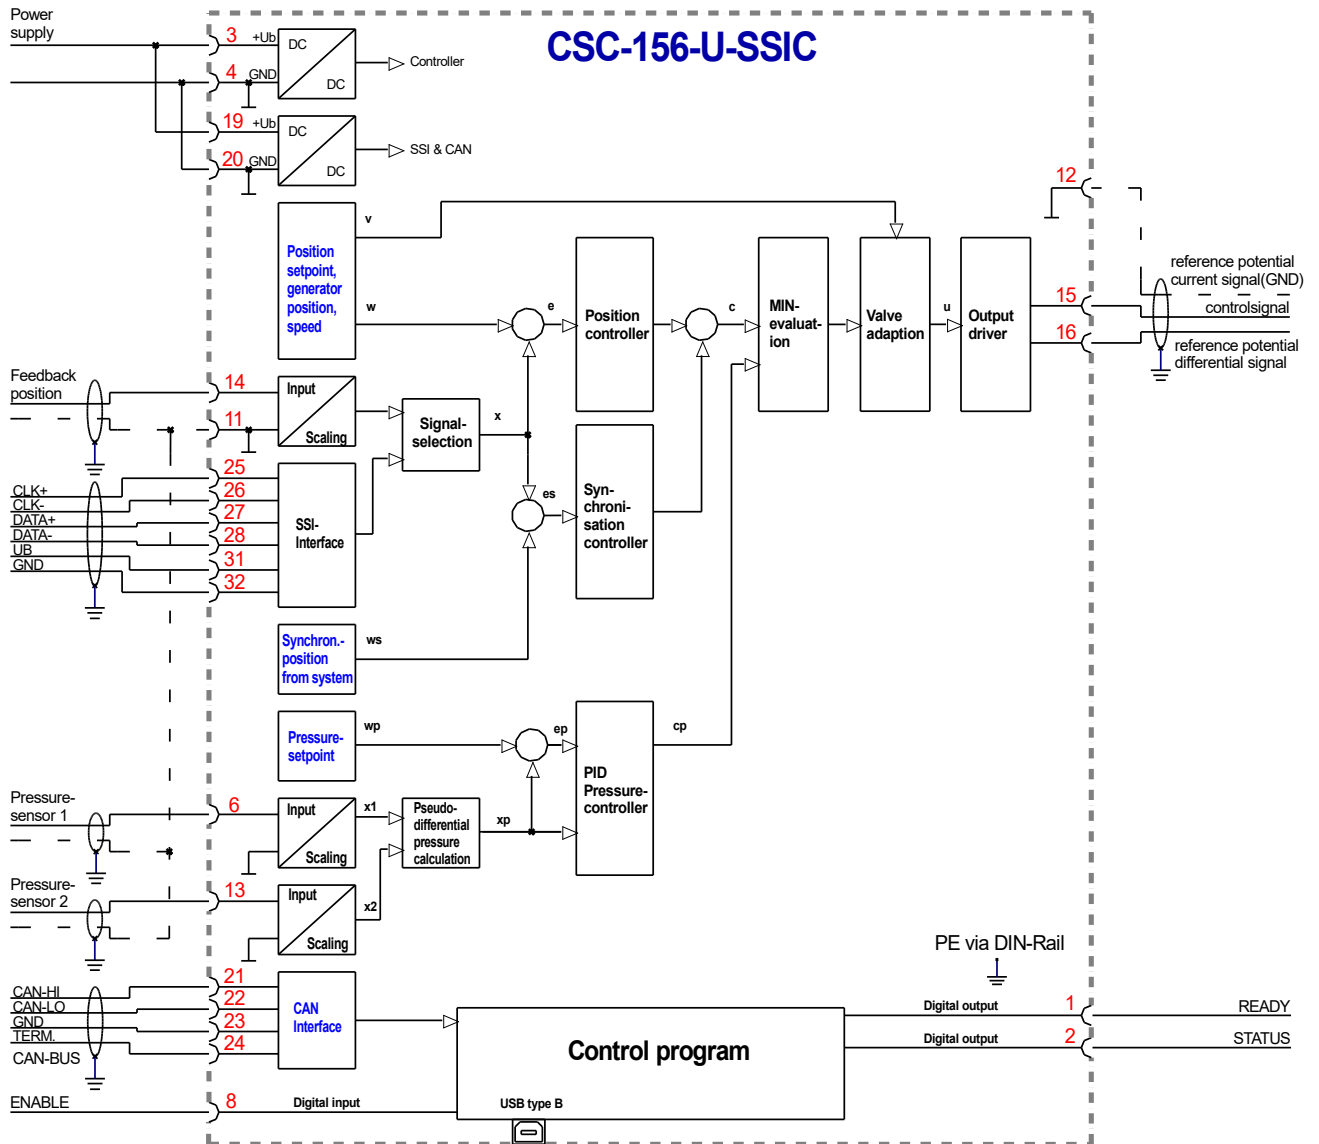 CSC-156-U-SSIC
Power
supply
3
+Ub
DC
DC
Controller
4
GND
19
+Ub
DC
DC
SSI & CAN
20
GND
12
v
Position
setpoint,
generator
position,
speed
w
e
Position
controller
c
MIN-
evaluat-
ion
Valve
adaption
u
Output
driver
reference potential
current signal(GND)
15
controlsignal
16
reference potential
differential signal
Feedback
position
14
11
Input
Scaling
Signal-
selection
x
CLK+
CLK-
DATA+
DATA-
UB
GND
25
26
27
28
31
32
SSI-
Interface
es
Syn-
chroni-
sation
controller
Synchron.-
position
from system
ws
Pressure-
setpoint
wp
ep
PID
Pressure-
controller
cp
Pressure-
sensor 1
6
Input
Scaling
x1
Pseudo-
differential
pressure
calculation
xp
Pressure-
sensor 2
13
Input
Scaling
x2
PE via DIN-Rail
CAN-HI
CAN-LO
GND
TERM.
CAN-BUS
21
22
23
24
CAN
Interface
Control program
Digital output
1
READY
Digital output
2
STATUS
ENABLE
8
Digital input
USB type B